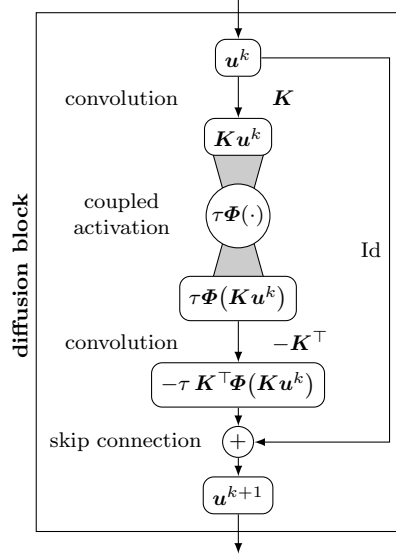 diffusion block
u^k
convolution K
Ku^k
coupled
activation
τΦ(·)
Id
τΦ(Ku^k)
convolution −K^⊤
−τ K^⊤Φ(Ku^k)
skip connection +
u^{k+1}